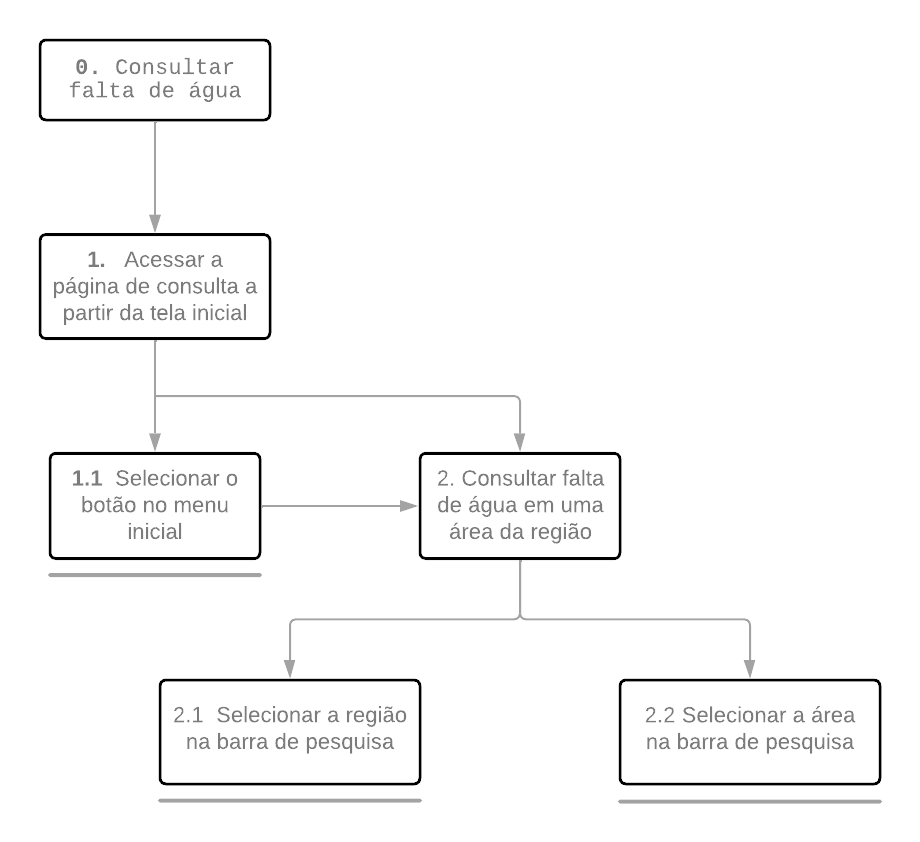 0. Consultar
falta de água
1. Acessar a
página de consulta a
partir da tela inicial
1.1 Selecionar o
botão no menu
inicial
2. Consultar falta
de água em uma
área da região
2.1 Selecionar a região
na barra de pesquisa
2.2 Selecionar a área
na barra de pesquisa